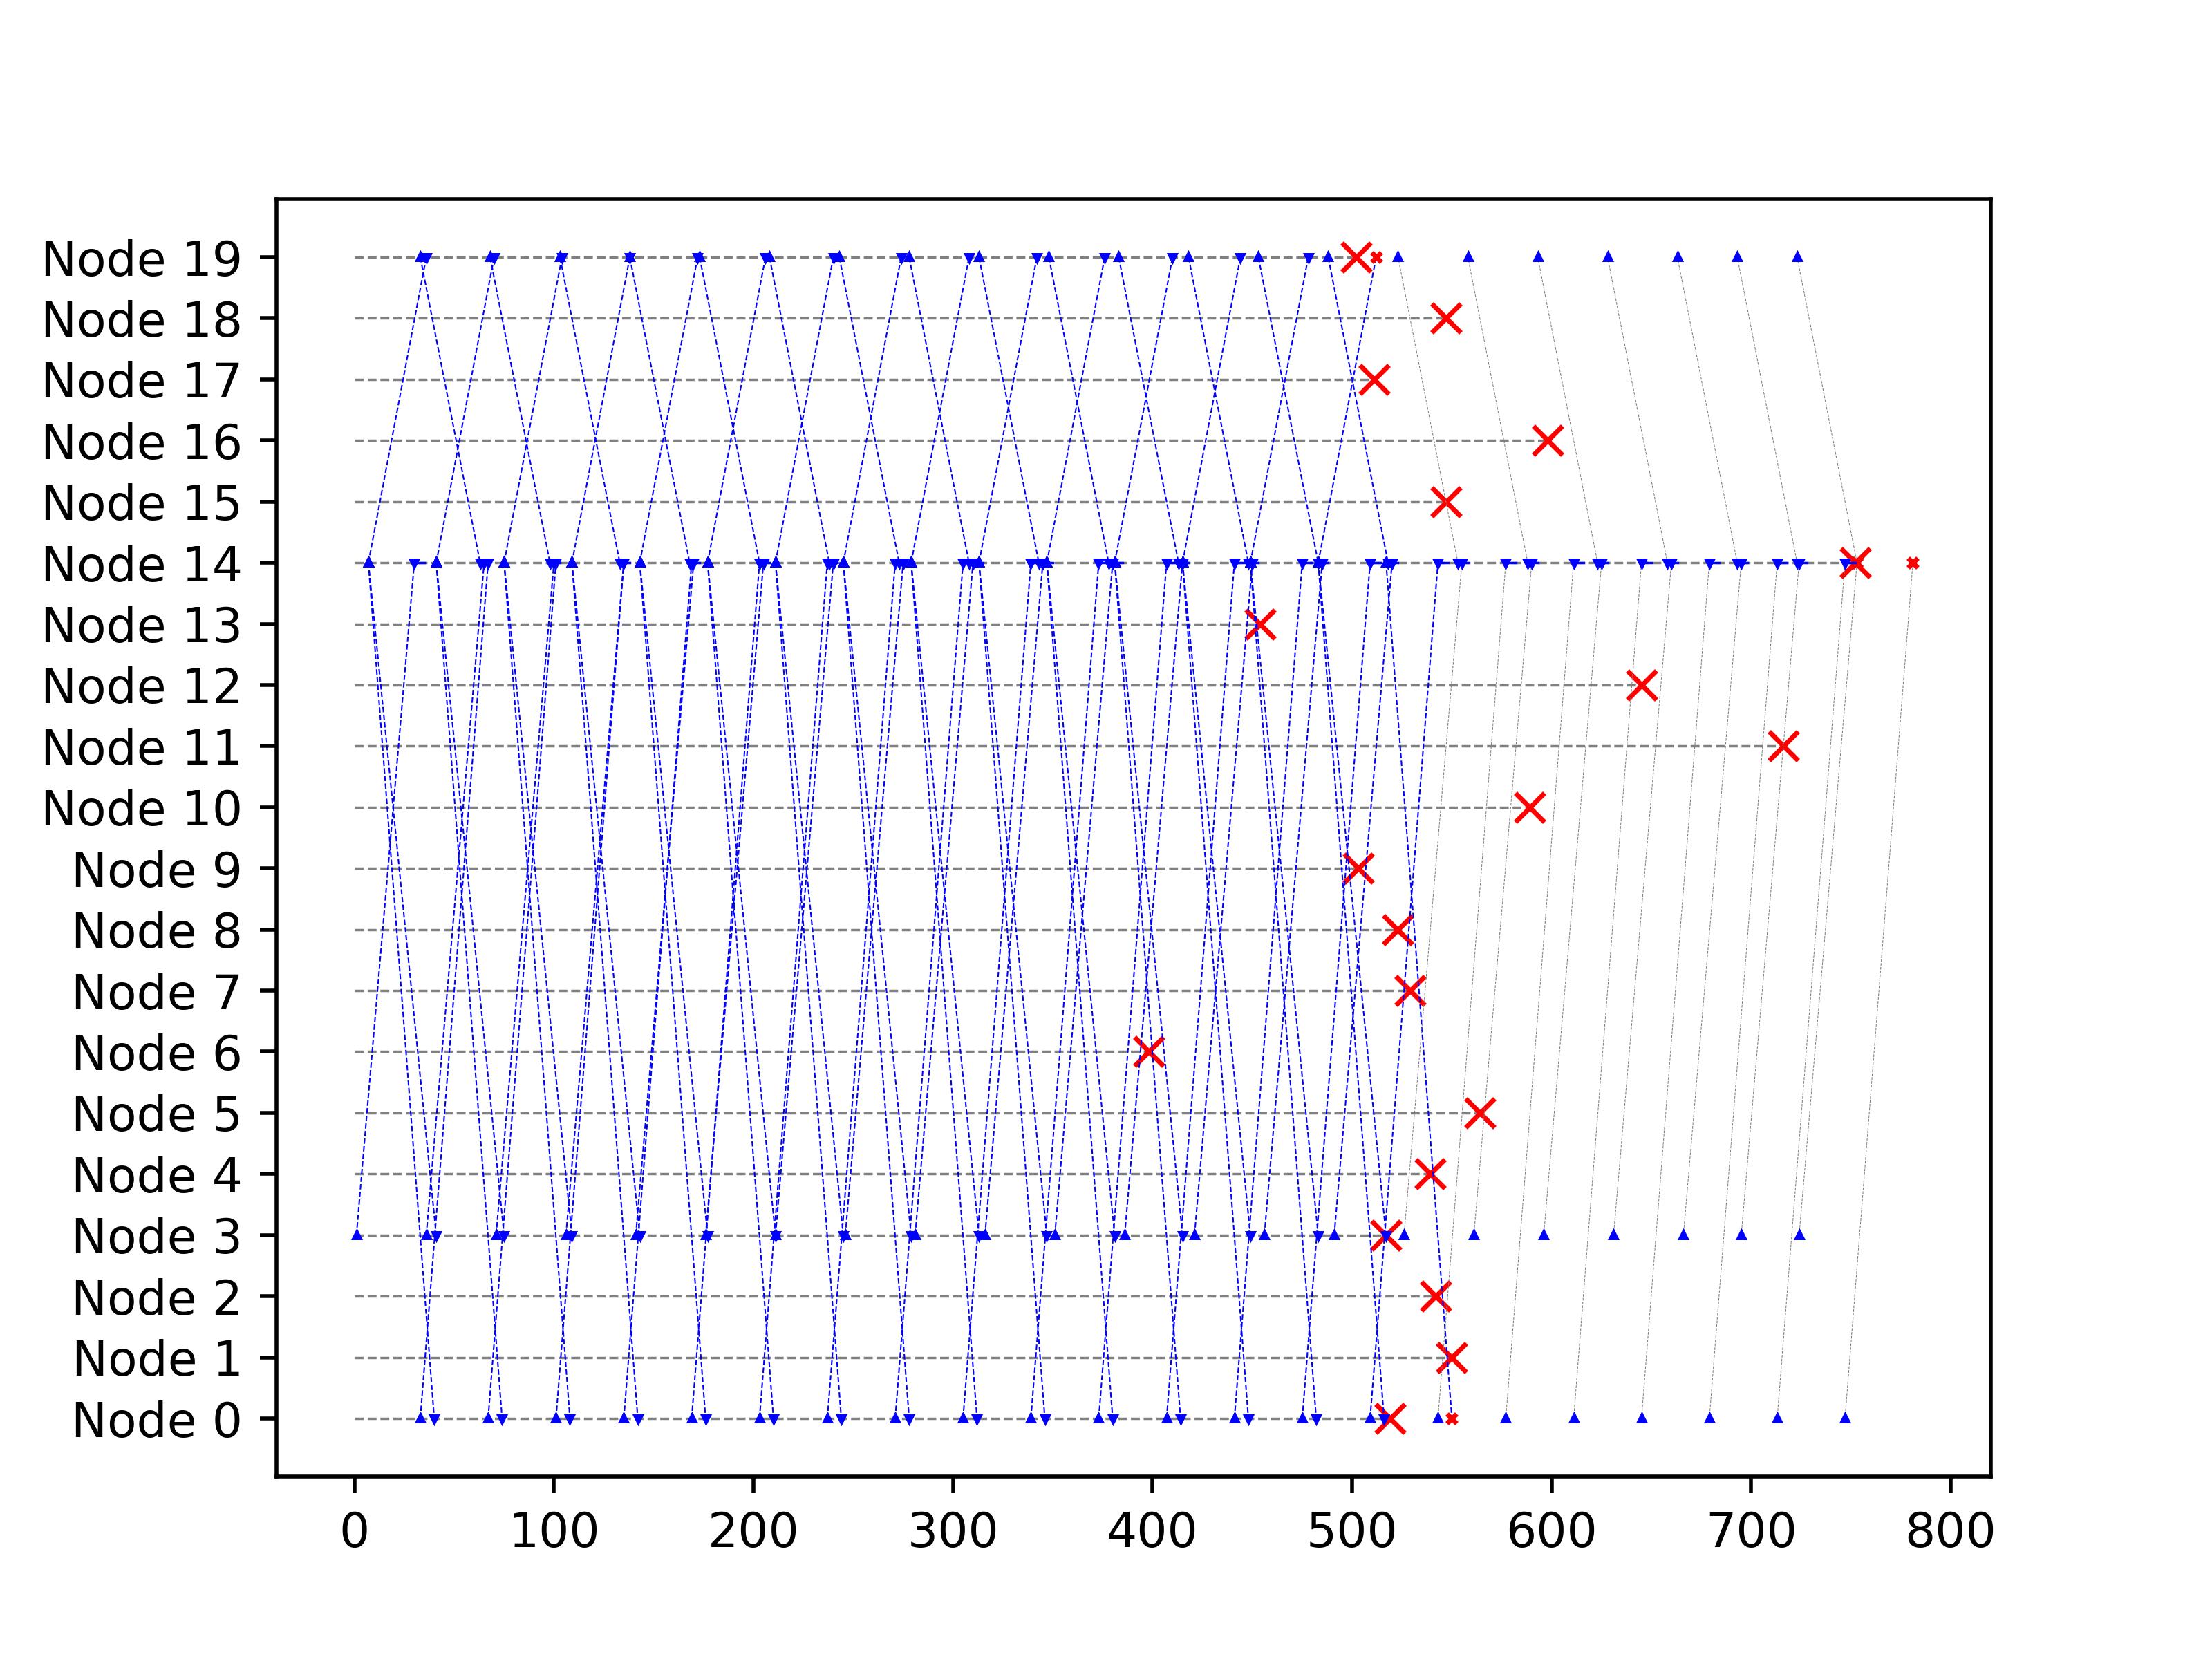 Node 19
Node 18
Node 17
Node 16
Node 15
Node 14
Node 13
Node 12
Node 11
Node 10
Node 9
Node 8
Node 7
Node 6
Node 5
Node 4
Node 3
Node 2
Node 1
Node 0
0 100 200 300 400 500 600 700 800